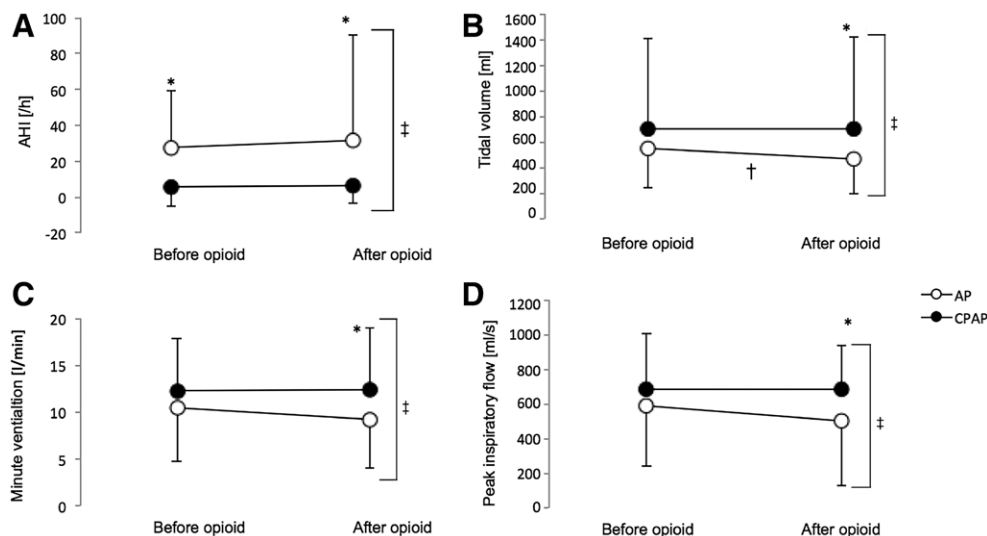 A
AHI [/h]
100
80
60
40
20
0
-20
*
*
‡
Before opioid
After opioid
B
Tidal volume [ml]
1600
1400
1200
1000
800
600
400
200
0
*
†
‡
Before opioid
After opioid
C
Minute ventialtion [l/min]
20
15
10
5
0
*
‡
Before opioid
After opioid
D
Peak inspiratory flow [ml/s]
1200
1000
800
600
400
200
0
*
‡
Before opioid
After opioid
AP
CPAP